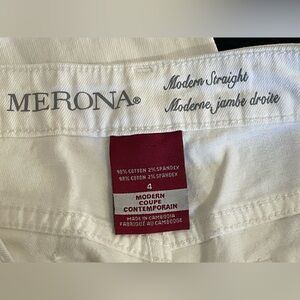 MERONA®
Modern Straight
Moderne, jambe droite
98% COTTON 2% SPANDEX
98% COTON 2% SPANDEX
4
MODERN
COUPE
CONTEMPORAIN
MADE IN CAMBODIA
FABRIQUÉ AU CAMBODGE